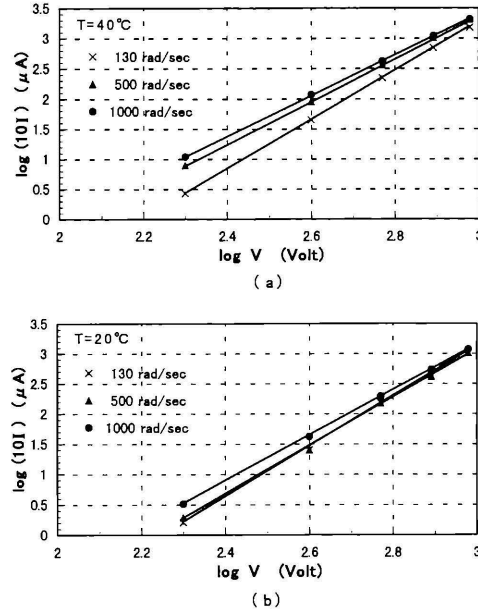 T=40℃
× 130 rad/sec
▲ 500 rad/sec
● 1000 rad/sec
log (10I) (μA)
3.5
3
2.5
2
1.5
1
0.5
0
2 2.2 2.4 2.6 2.8 3
log V (Volt)
(a)
T=20℃
× 130 rad/sec
▲ 500 rad/sec
● 1000 rad/sec
log (10I) (μA)
3.5
3
2.5
2
1.5
1
0.5
0
2 2.2 2.4 2.6 2.8 3
log V (Volt)
(b)